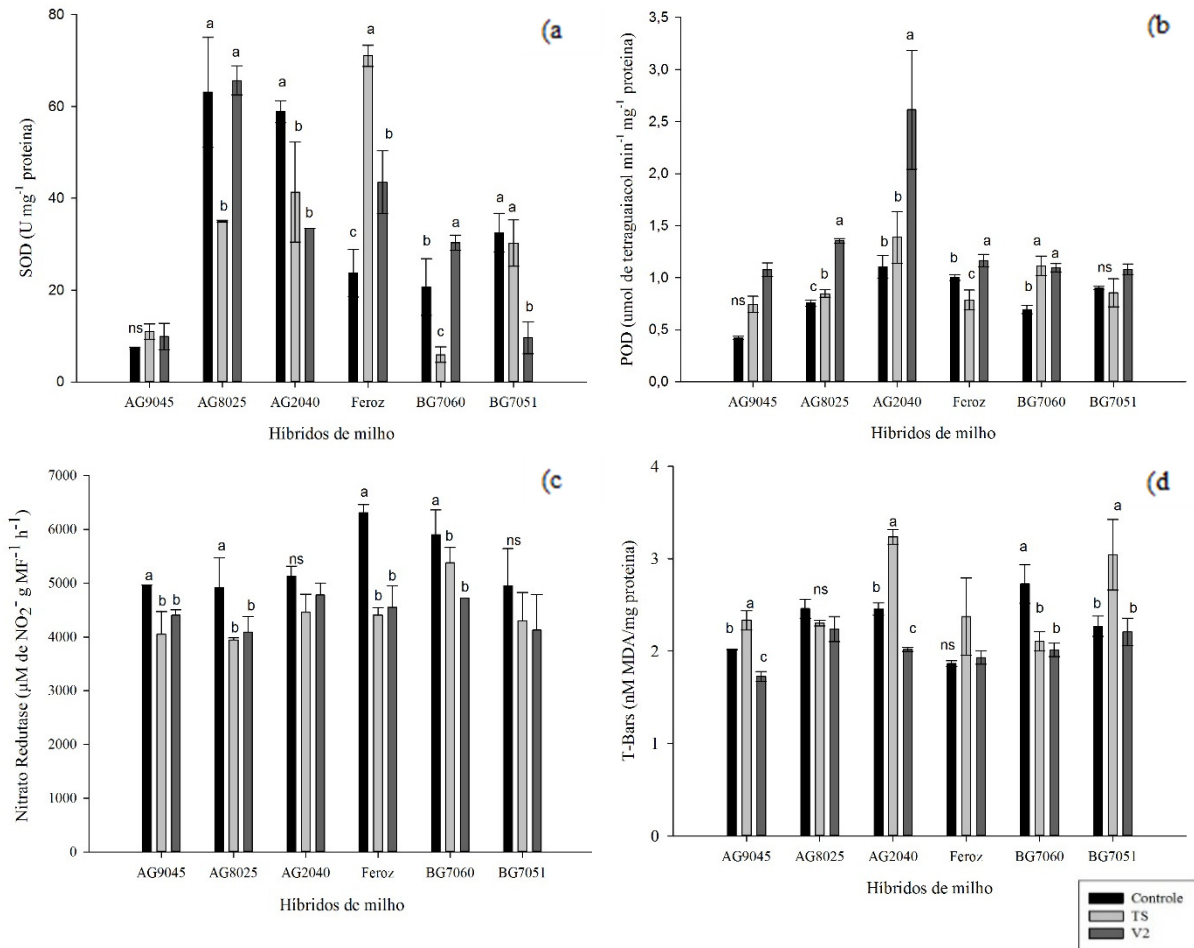 (a
SOD (U mg⁻¹ proteina)
80
60
40
20
0
ns
a
b
a
a
b
b
c
a
b
b
c
a
a
a
b
AG9045 AG8025 AG2040 Feroz BG7060 BG7051
Híbridos de milho
(b
POD (umol de tetraguaiacol min⁻¹ mg⁻¹ proteina)
3,5
3,0
2,5
2,0
1,5
1,0
0,5
0,0
ns
c
b
a
b
b
a
b
c
a
b
a
a
ns
AG9045 AG8025 AG2040 Feroz BG7060 BG7051
Híbridos de milho
(c
Nitrato Redutase (µM de NO₂⁻ g MF⁻¹ h⁻¹)
7000
6000
5000
4000
3000
2000
1000
0
a
b
b
a
b
b
ns
a
b
b
a
b
b
ns
AG9045 AG8025 AG2040 Feroz BG7060 BG7051
Híbridos de milho
(d
T-Bars (nM MDA/mg proteina)
4
3
2
1
0
b
a
c
ns
b
a
c
ns
a
b
b
b
a
b
AG9045 AG8025 AG2040 Feroz BG7060 BG7051
Híbridos de milho
Controle
TS
V2